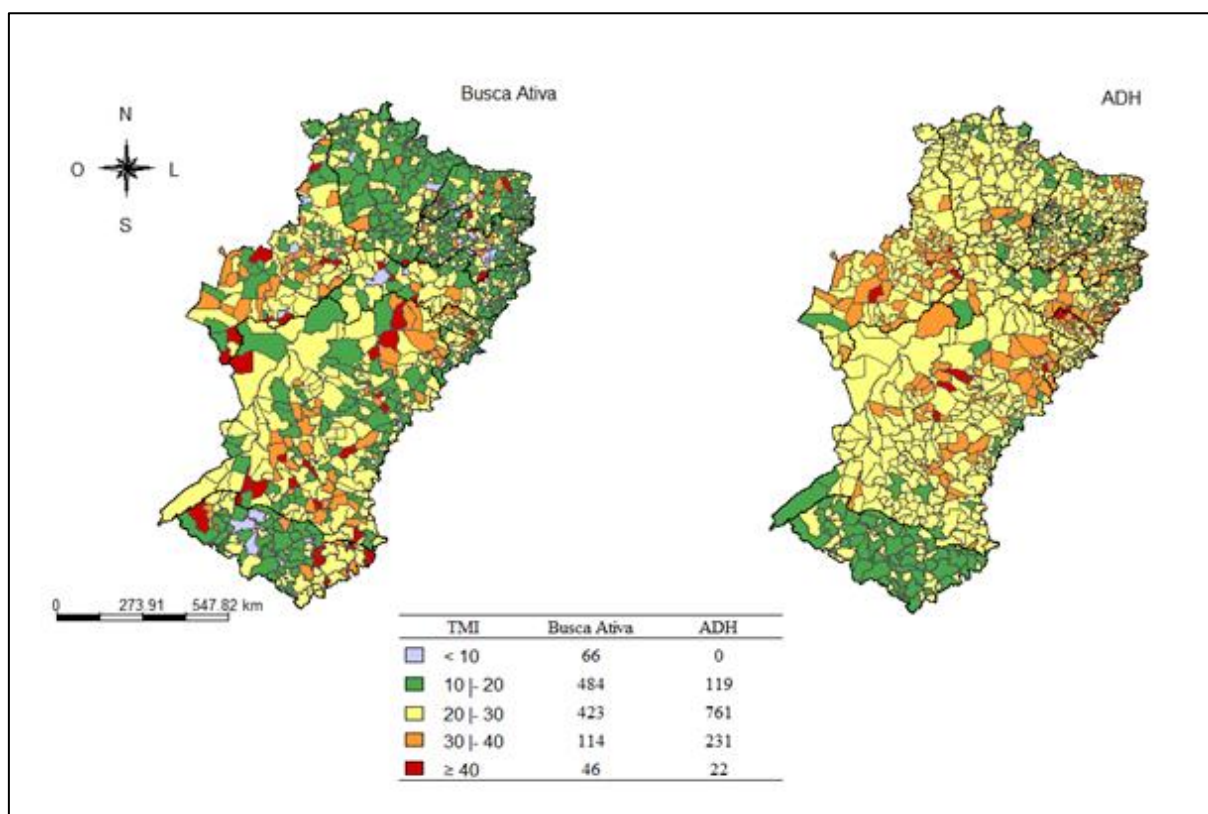 Busca Ativa
ADH
N
O L
S
0 273.91 547.82 km
TMI Busca Ativa ADH
< 10 66 0
10 |- 20 484 119
20 |- 30 423 761
30 |- 40 114 231
≥ 40 46 22